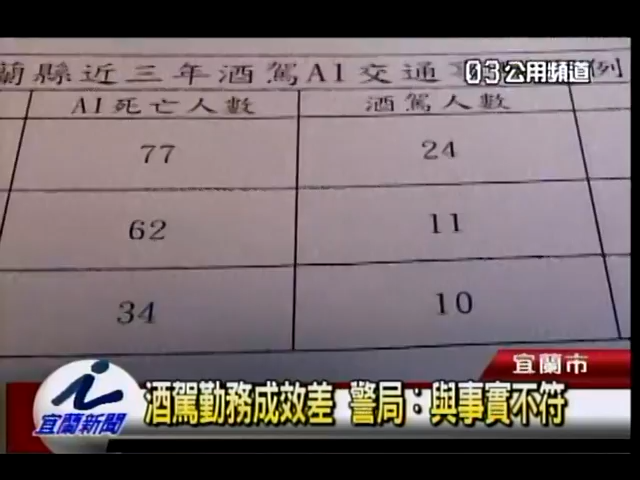 03公用頻道
蘭縣近三年酒駕A1交通
例
A1死亡人數 酒駕人數
77 24
62 11
34 10
宜蘭市
酒駕勤務成效差 警局：與事實不符
宜蘭新聞